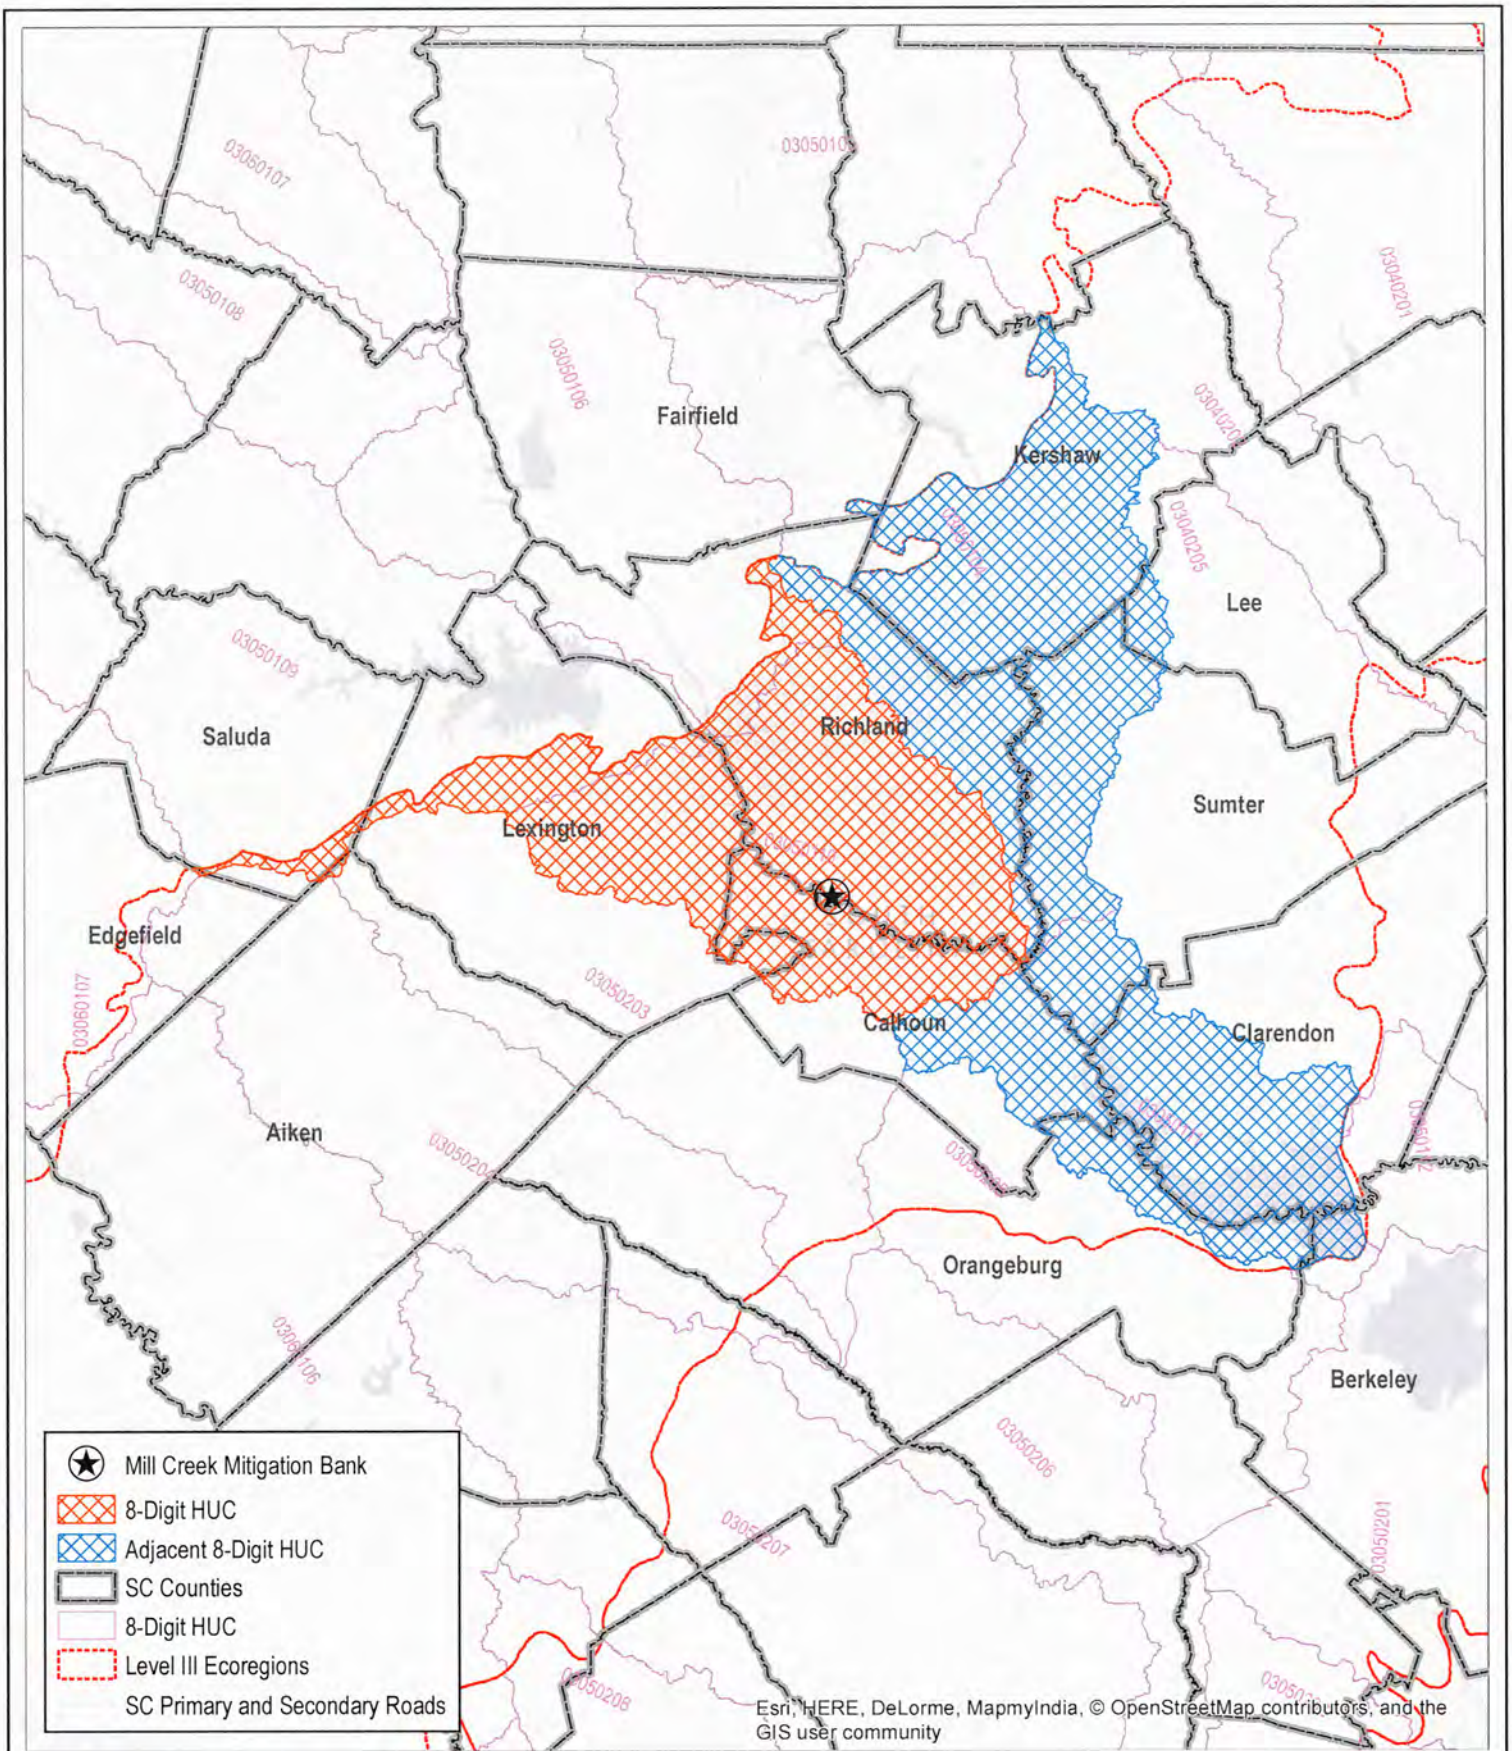 03050107
03050108
03040201
03050106
Fairfield
Kershaw
03040205
Lee
03050109
Saluda
Richland
Sumter
Lexington
Edgefield
03050203
03060107
Calhoun
Clarendon
Aiken
03050204
Orangeburg
Berkeley
03050206
03050207
03050201
03050208
Mill Creek Mitigation Bank
8-Digit HUC
Adjacent 8-Digit HUC
SC Counties
8-Digit HUC
Level III Ecoregions
SC Primary and Secondary Roads
Esri, HERE, DeLorme, MapmyIndia, © OpenStreetMap contributors, and the
GIS user community